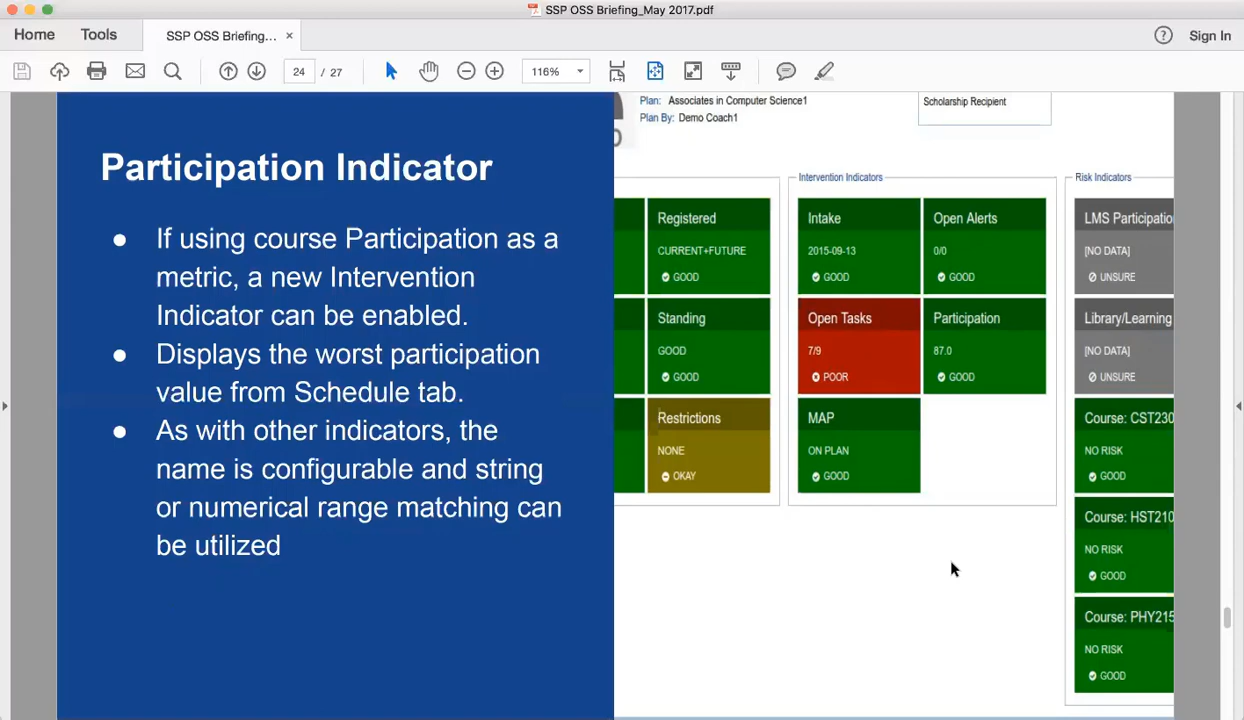 SSP OSS Briefing_May 2017.pdf
Home
Tools
SSP OSS Briefing...
×
Sign In
24 / 27
116%
Participation Indicator
● If using course Participation as a
metric, a new Intervention
Indicator can be enabled.
● Displays the worst participation
value from Schedule tab.
● As with other indicators, the
name is configurable and string
or numerical range matching can
be utilized
Plan: Associates in Computer Science1
Plan By: Demo Coach1
Scholarship Recipient
Registered
CURRENT+FUTURE
GOOD
Standing
GOOD
GOOD
Restrictions
NONE
OKAY
Intervention Indicators
Intake
2015-09-13
GOOD
Open Alerts
0/0
GOOD
Open Tasks
7/9
POOR
Participation
87.0
GOOD
MAP
ON PLAN
GOOD
Risk Indicators
LMS Participatio
[NO DATA]
UNSURE
Library/Learning
[NO DATA]
UNSURE
Course: CST230
NO RISK
GOOD
Course: HST210
NO RISK
GOOD
Course: PHY215
NO RISK
GOOD